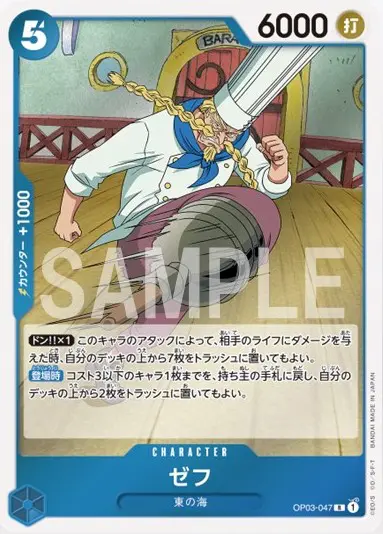 5
6000
打
BARA
カウンター +1000
SAMPLE
ドン!!×1 このキャラのアタックによって、相手のライフにダメージを与
えた時、自分のデッキの上から7枚をトラッシュに置いてもよい。
登場時 コスト3以下のキャラ1枚までを、持ち主の手札に戻し、自分の
デッキの上から2枚をトラッシュに置いてもよい。
CHARACTER
ゼフ
東の海
OP03-047 R 1
©E.O/S ©O./S・F・T BANDAI MADE IN JAPAN